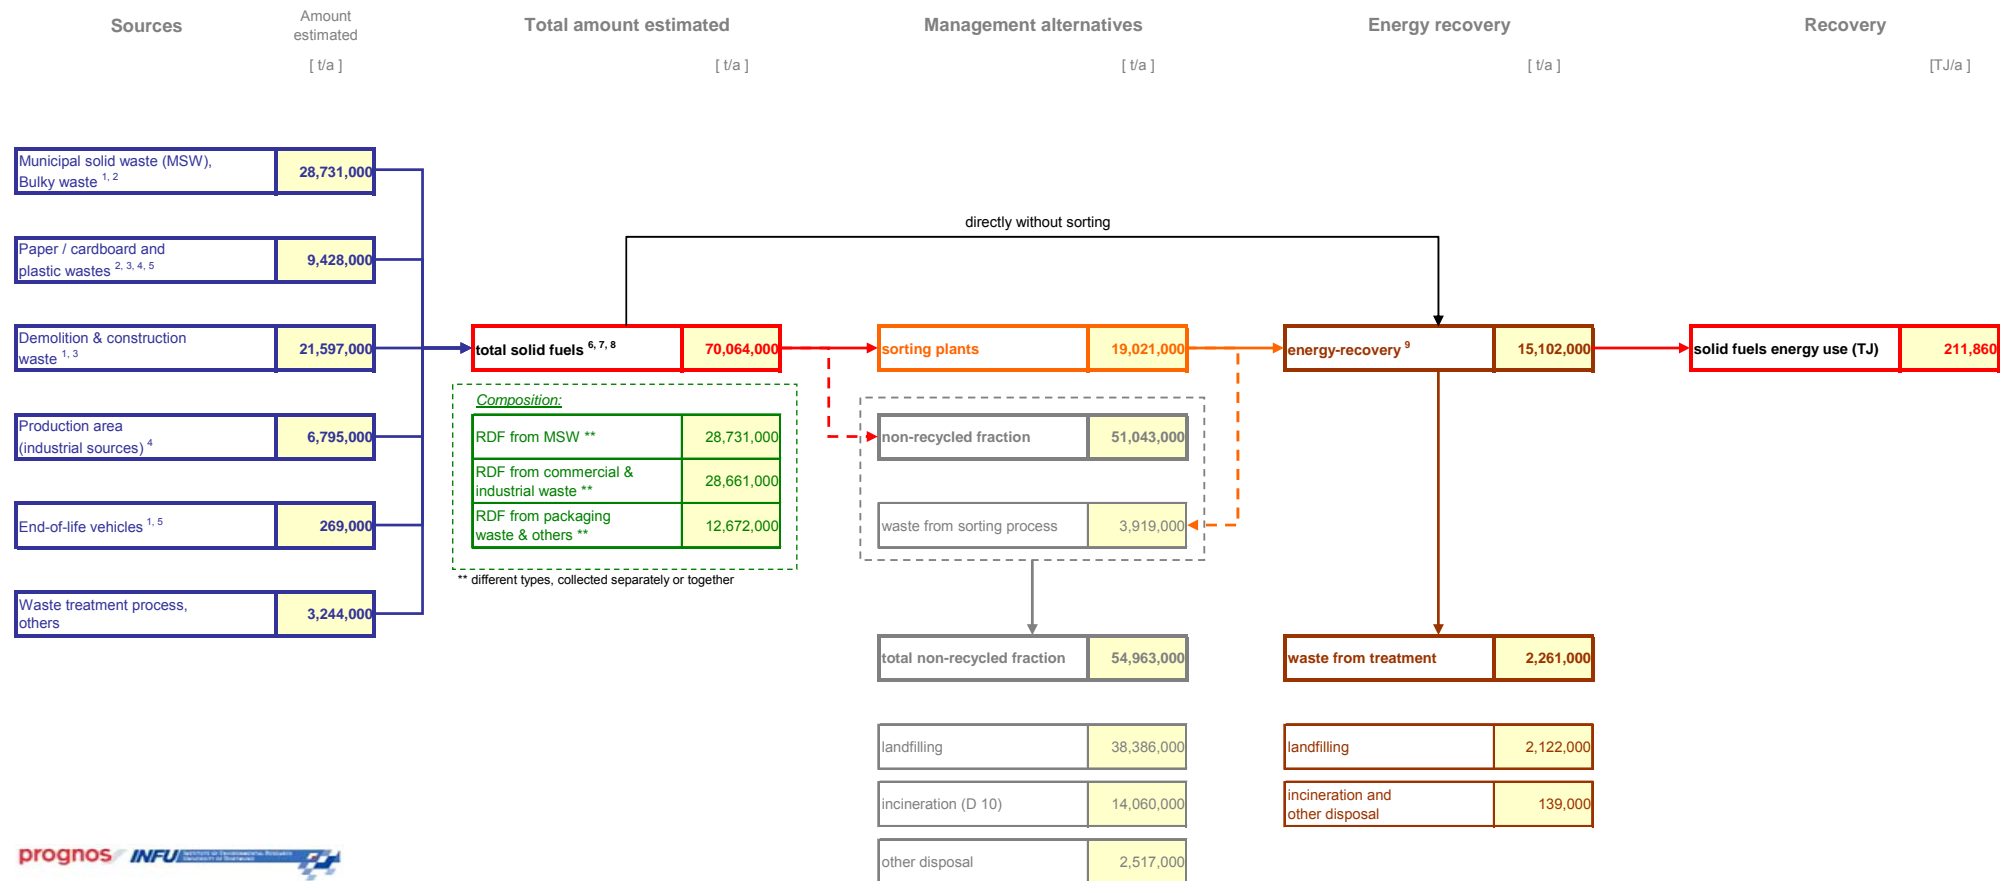 Sources
Amount
estimated
Total amount estimated
Management alternatives
Energy recovery
Recovery
[ t/a ]
[ t/a ]
[ t/a ]
[ t/a ]
[TJ/a ]
Municipal solid waste (MSW),
Bulky waste 1, 2
28,731,000
directly without sorting
Paper / cardboard and
plastic wastes 2, 3, 4, 5
9,428,000
Demolition & construction
waste 1, 3
21,597,000
total solid fuels 6, 7, 8
70,064,000
sorting plants
19,021,000
energy-recovery 9
15,102,000
solid fuels energy use (TJ)
211,860
Composition:
Production area
(industrial sources) 4
6,795,000
RDF from MSW **
28,731,000
non-recycled fraction
51,043,000
RDF from commercial &
industrial waste **
28,661,000
End-of-life vehicles 1, 5
269,000
RDF from packaging
waste & others **
12,672,000
waste from sorting process
3,919,000
** different types, collected separately or together
Waste treatment process,
others
3,244,000
total non-recycled fraction
54,963,000
waste from treatment
2,261,000
landfilling
38,386,000
landfilling
2,122,000
incineration (D 10)
14,060,000
incineration and
other disposal
139,000
other disposal
2,517,000
prognos
INFU